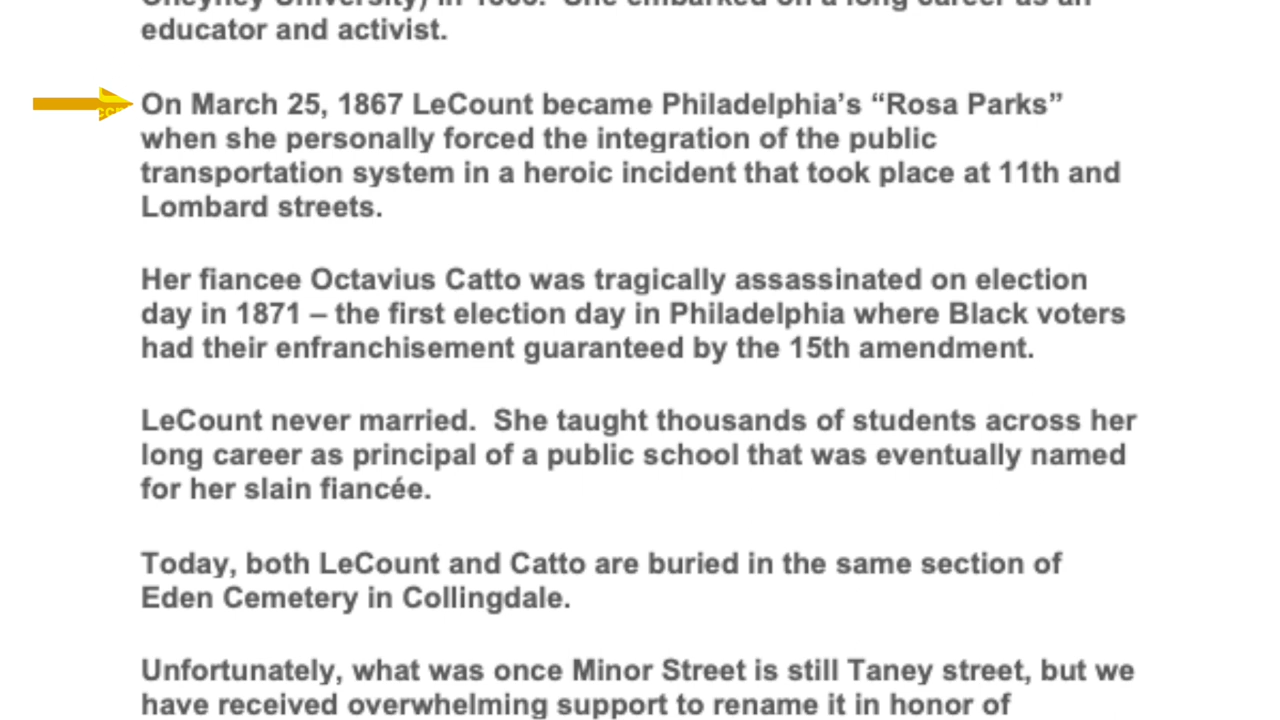 educator and activist.
On March 25, 1867 LeCount became Philadelphia’s “Rosa Parks”
when she personally forced the integration of the public
transportation system in a heroic incident that took place at 11th and
Lombard streets.
Her fiancee Octavius Catto was tragically assassinated on election
day in 1871 – the first election day in Philadelphia where Black voters
had their enfranchisement guaranteed by the 15th amendment.
LeCount never married.  She taught thousands of students across her
long career as principal of a public school that was eventually named
for her slain fiancée.
Today, both LeCount and Catto are buried in the same section of
Eden Cemetery in Collingdale.
Unfortunately, what was once Minor Street is still Taney street, but we
have received overwhelming support to rename it in honor of